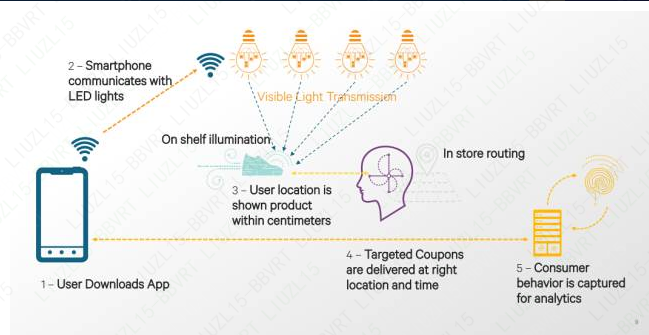 2 – Smartphone
communicates with
LED lights
Visible Light Transmission
On shelf illumination
In store routing
3 – User location is
shown product
within centimeters
4 – Targeted Coupons
are delivered at right
location and time
1 – User Downloads App
5 – Consumer
behavior is captured
for analytics